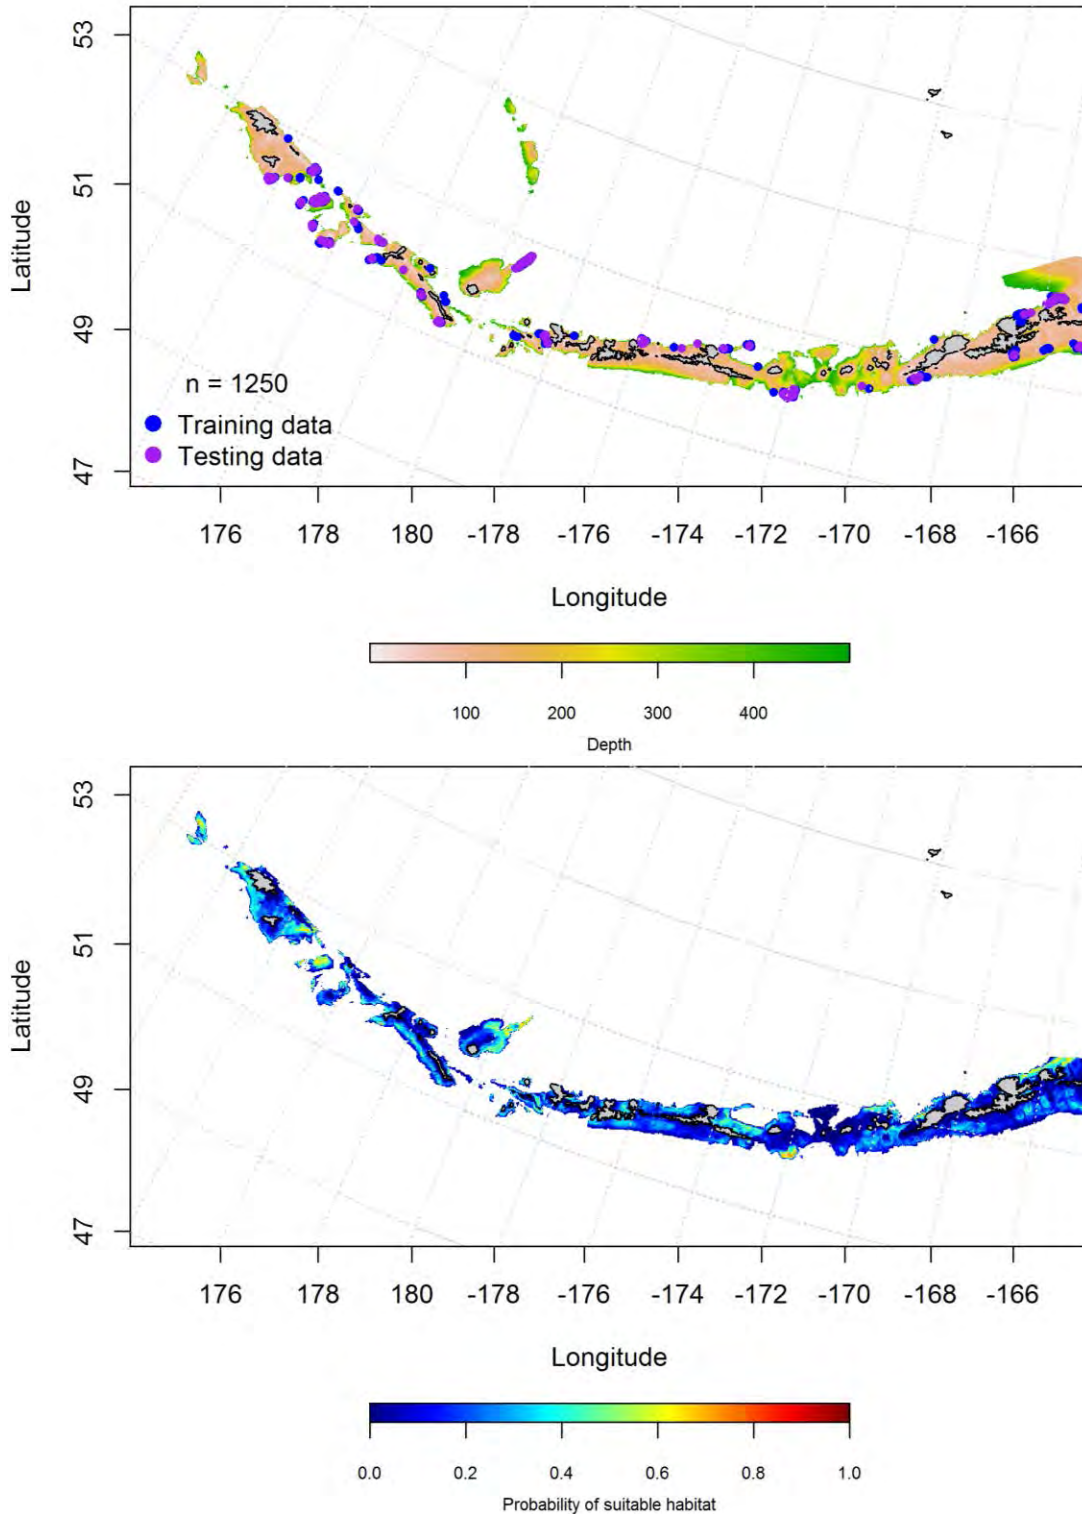 53
51
49
47
Latitude
n = 1250
Training data
Testing data
176 178 180 -178 -176 -174 -172 -170 -168 -166
Longitude
100 200 300 400
Depth
53
51
49
47
Latitude
176 178 180 -178 -176 -174 -172 -170 -168 -166
Longitude
0.0 0.2 0.4 0.6 0.8 1.0
Probability of suitable habitat